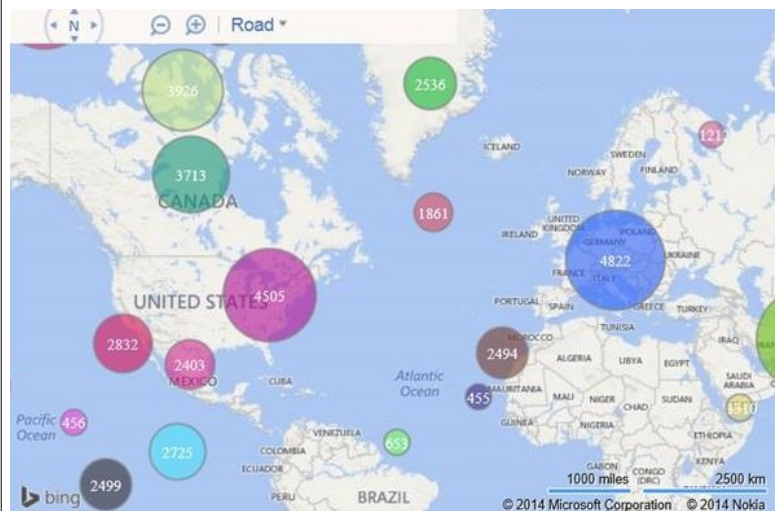 N
Road
3926
2536
1212
ICELAND
SWEDEN
FINLAND
NORWAY
3713
CANADA
1861
UNITED
KINGDOM
IRELAND
POLAND
GERMANY
4822
UKRAINE
FRANCE
ITALY
4505
UNITED STATES
PORTUGAL
SPAIN
GREECE
TURKEY
TUNISIA
2832
2403
MEXICO
CUBA
2494
MOROCCO
ALGERIA
LIBYA
EGYPT
IRAQ
IRAN
SAUDI
ARABIA
Atlantic
Ocean
455
MAURITANIA
MALI
NIGER
CHAD
SUDAN
1310
Pacific
Ocean
456
653
GUINEA
NIGERIA
ETHIOPIA
VENEZUELA
COLOMBIA
2725
ECUADOR
GABON
CONGO
(DRC)
KENYA
2499
PERU
BRAZIL
bing
1000 miles
2500 km
© 2014 Microsoft Corporation © 2014 Nokia